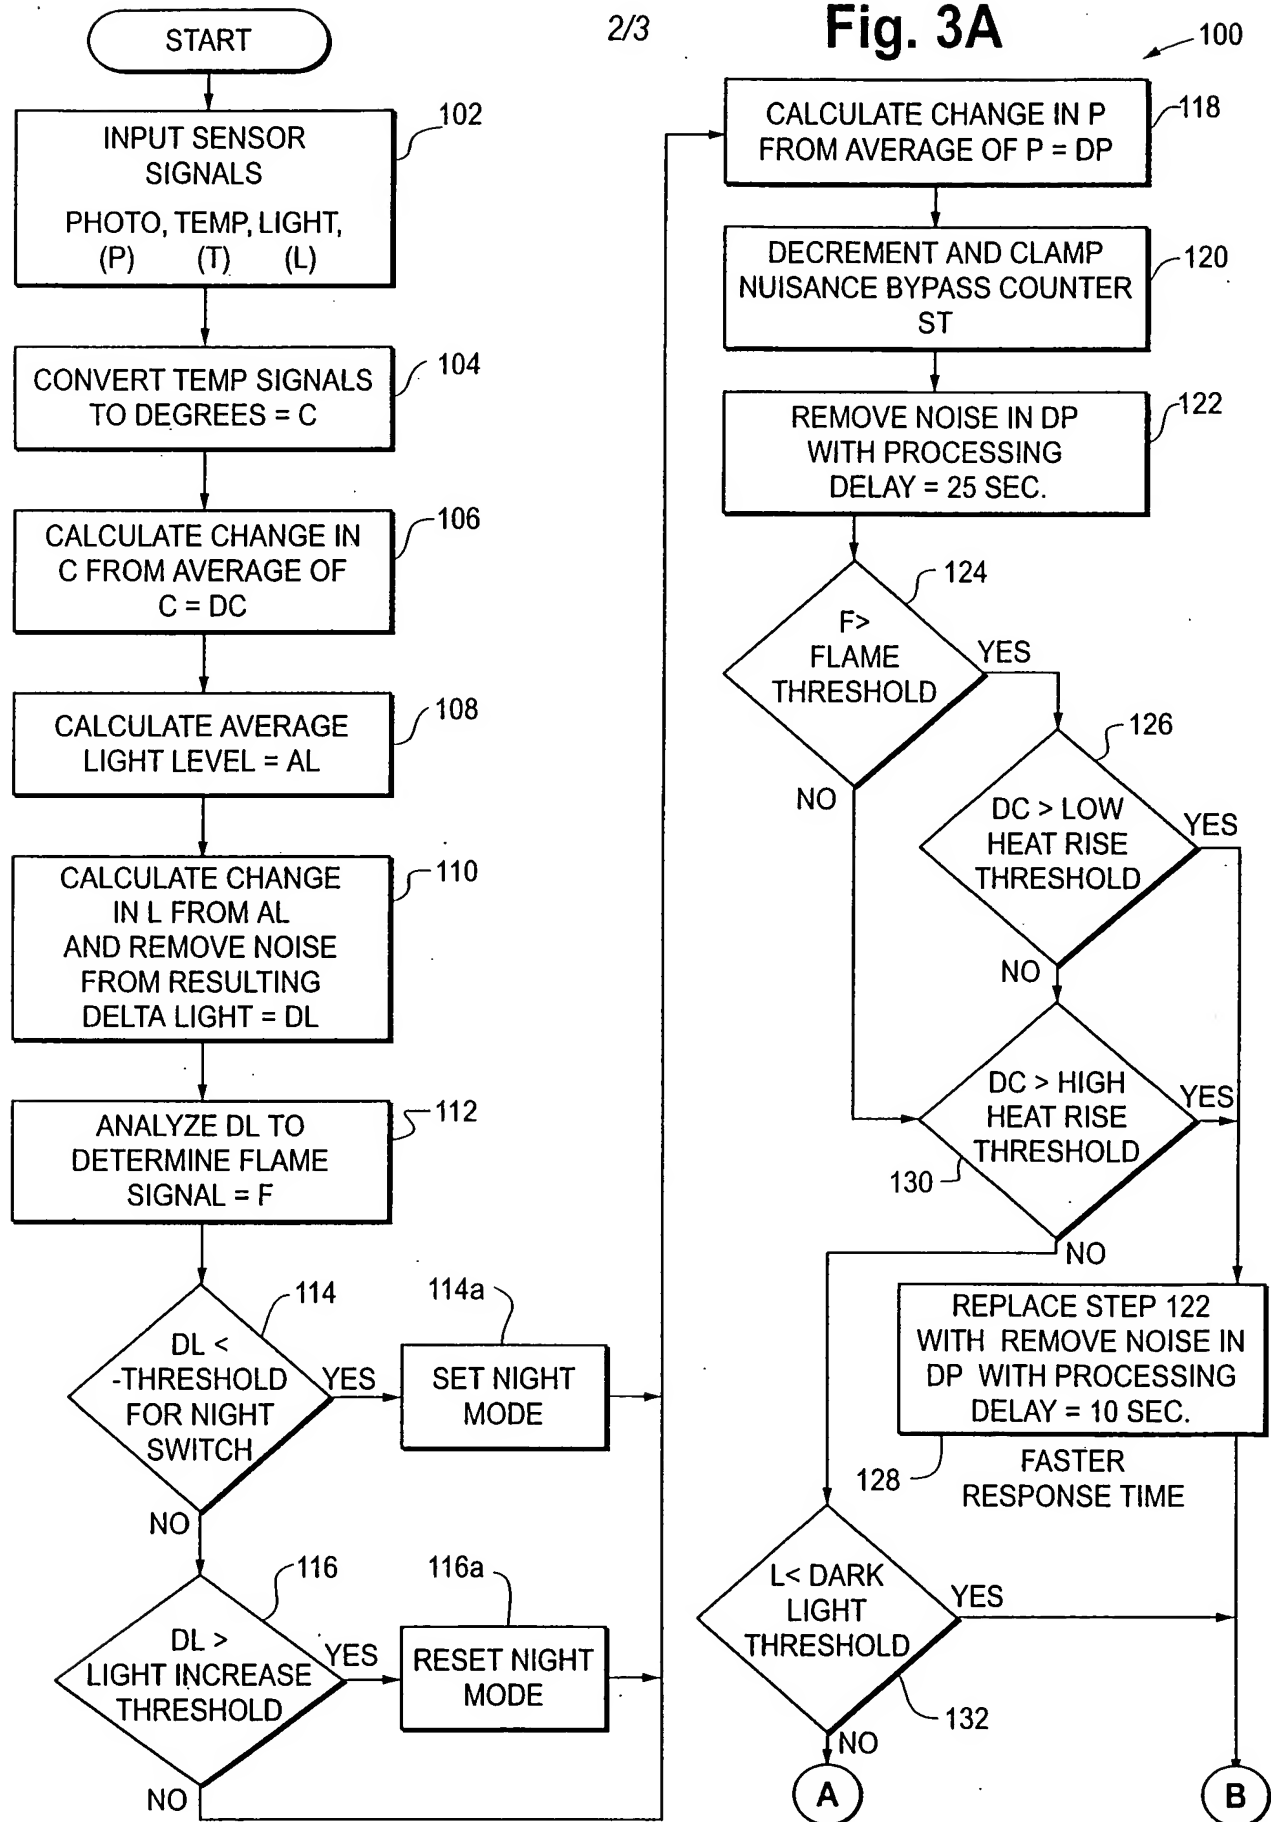 2/3
Fig. 3A
100
START
102
INPUT SENSOR
SIGNALS
PHOTO, TEMP, LIGHT,
(P) (T) (L)
104
CONVERT TEMP SIGNALS
TO DEGREES = C
106
CALCULATE CHANGE IN
C FROM AVERAGE OF
C = DC
108
CALCULATE AVERAGE
LIGHT LEVEL = AL
110
CALCULATE CHANGE
IN L FROM AL
AND REMOVE NOISE
FROM RESULTING
DELTA LIGHT = DL
112
ANALYZE DL TO
DETERMINE FLAME
SIGNAL = F
114
DL <
-THRESHOLD
FOR NIGHT
SWITCH
YES
NO
114a
SET NIGHT
MODE
116
DL >
LIGHT INCREASE
THRESHOLD
YES
NO
116a
RESET NIGHT
MODE
118
CALCULATE CHANGE IN P
FROM AVERAGE OF P = DP
120
DECREMENT AND CLAMP
NUISANCE BYPASS COUNTER
ST
122
REMOVE NOISE IN DP
WITH PROCESSING
DELAY = 25 SEC.
124
F>
FLAME
THRESHOLD
YES
NO
126
DC > LOW
HEAT RISE
THRESHOLD
YES
NO
DC > HIGH
HEAT RISE
THRESHOLD
YES
130
NO
REPLACE STEP 122
WITH REMOVE NOISE IN
DP WITH PROCESSING
DELAY = 10 SEC.
128
FASTER
RESPONSE TIME
L< DARK
LIGHT
THRESHOLD
YES
132
NO
A
B